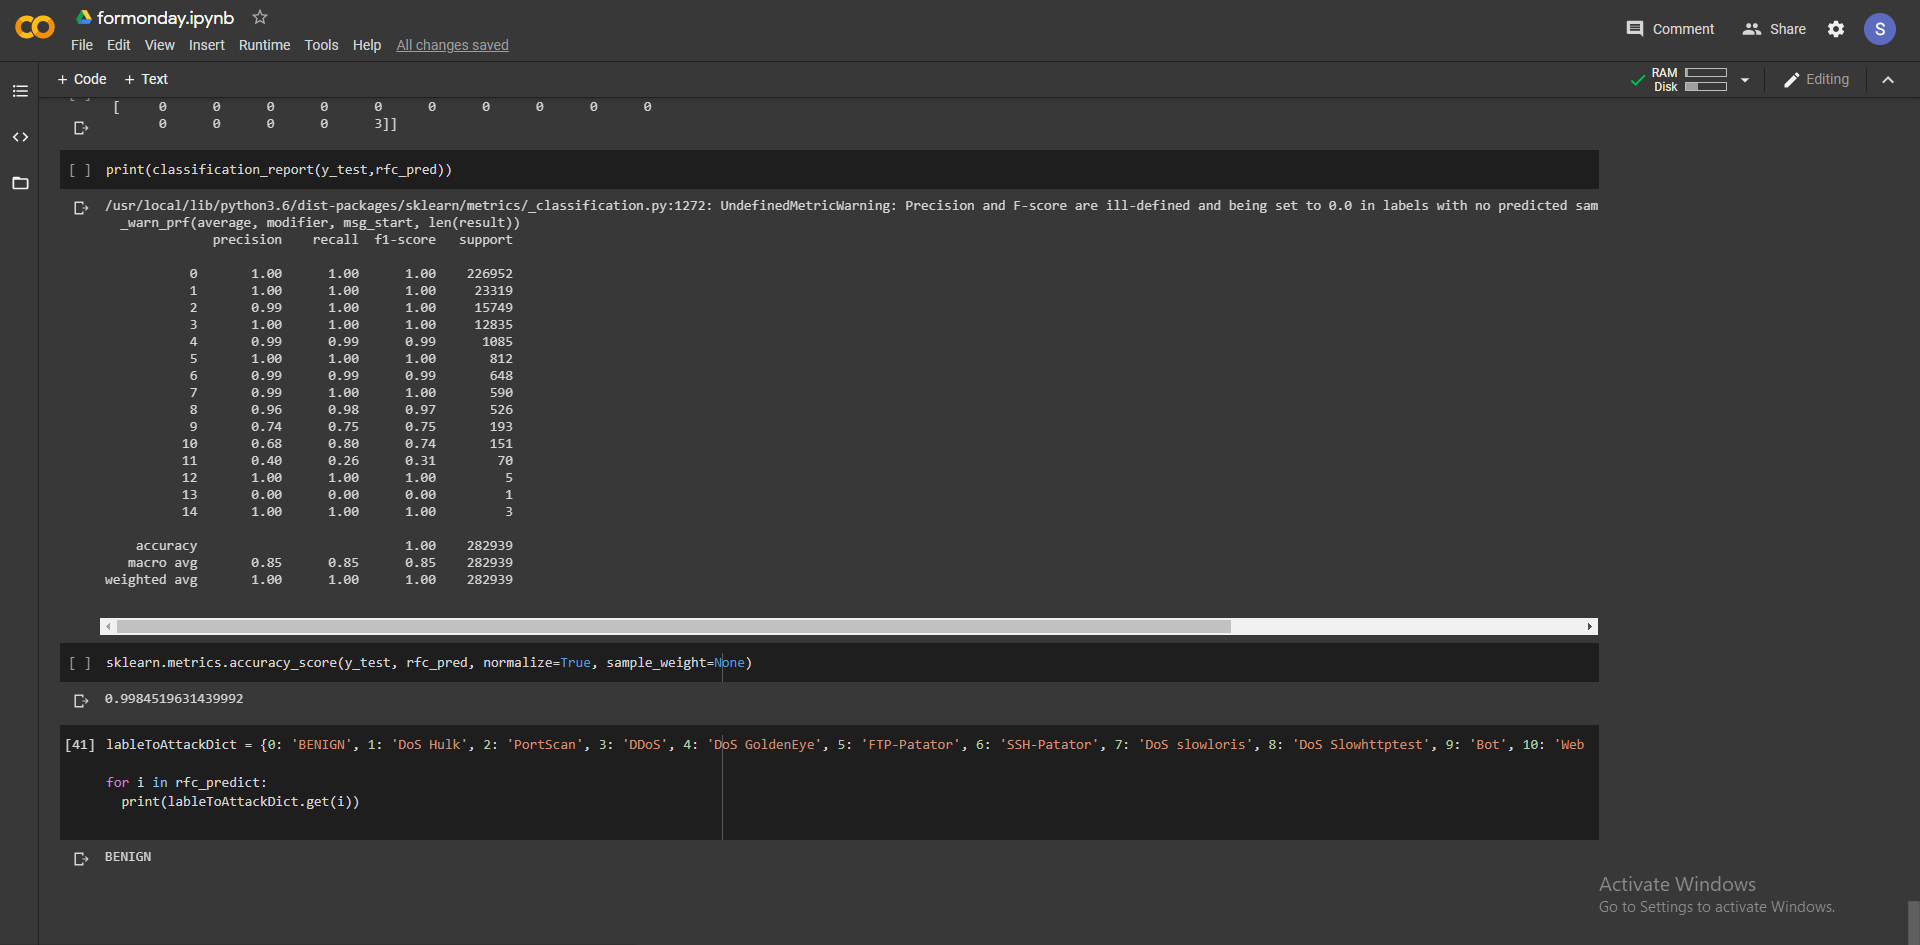 formonday.ipynb
Comment Share S
File Edit View Insert Runtime Tools Help All changes saved
+ Code + Text
RAM
Disk
Editing
[ 0 0 0 0 0 0 0 0 0 0
0 0 0 0 3]]
[ ] print(classification_report(y_test,rfc_pred))
/usr/local/lib/python3.6/dist-packages/sklearn/metrics/_classification.py:1272: UndefinedMetricWarning: Precision and F-score are ill-defined and being set to 0.0 in labels with no predicted sam
_warn_prf(average, modifier, msg_start, len(result))
precision recall f1-score support
0 1.00 1.00 1.00 226952
1 1.00 1.00 1.00 23319
2 0.99 1.00 1.00 15749
3 1.00 1.00 1.00 12835
4 0.99 0.99 0.99 1085
5 1.00 1.00 1.00 812
6 0.99 0.99 0.99 648
7 0.99 1.00 1.00 590
8 0.96 0.98 0.97 526
9 0.74 0.75 0.75 193
10 0.68 0.80 0.74 151
11 0.40 0.26 0.31 70
12 1.00 1.00 1.00 5
13 0.00 0.00 0.00 1
14 1.00 1.00 1.00 3
accuracy 1.00 282939
macro avg 0.85 0.85 0.85 282939
weighted avg 1.00 1.00 1.00 282939
[ ] sklearn.metrics.accuracy_score(y_test, rfc_pred, normalize=True, sample_weight=None)
0.9984519631439992
[41] lableToAttackDict = {0: 'BENIGN', 1: 'DoS Hulk', 2: 'PortScan', 3: 'DDoS', 4: 'DoS GoldenEye', 5: 'FTP-Patator', 6: 'SSH-Patator', 7: 'DoS slowloris', 8: 'DoS Slowhttptest', 9: 'Bot', 10: 'Web
for i in rfc_predict:
print(lableToAttackDict.get(i))
BENIGN
Activate Windows
Go to Settings to activate Windows.